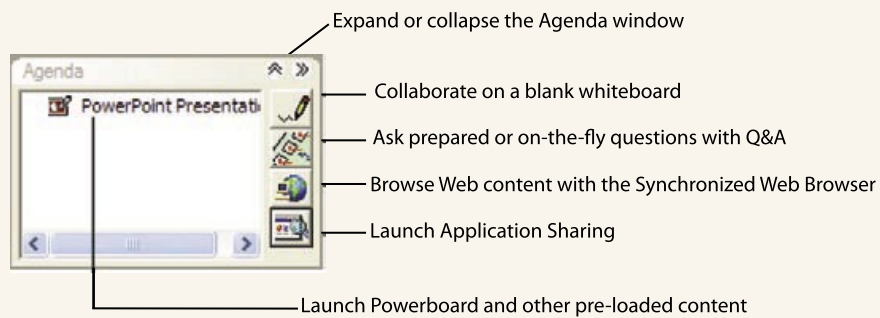 Expand or collapse the Agenda window
Agenda
Collaborate on a blank whiteboard
PowerPoint Presentati
Ask prepared or on-the-fly questions with Q&A
Browse Web content with the Synchronized Web Browser
Launch Application Sharing
Launch Powerboard and other pre-loaded content